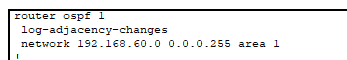 router ospf 1
log-adjacency-changes
network 192.168.60.0 0.0.0.255 area 1
!